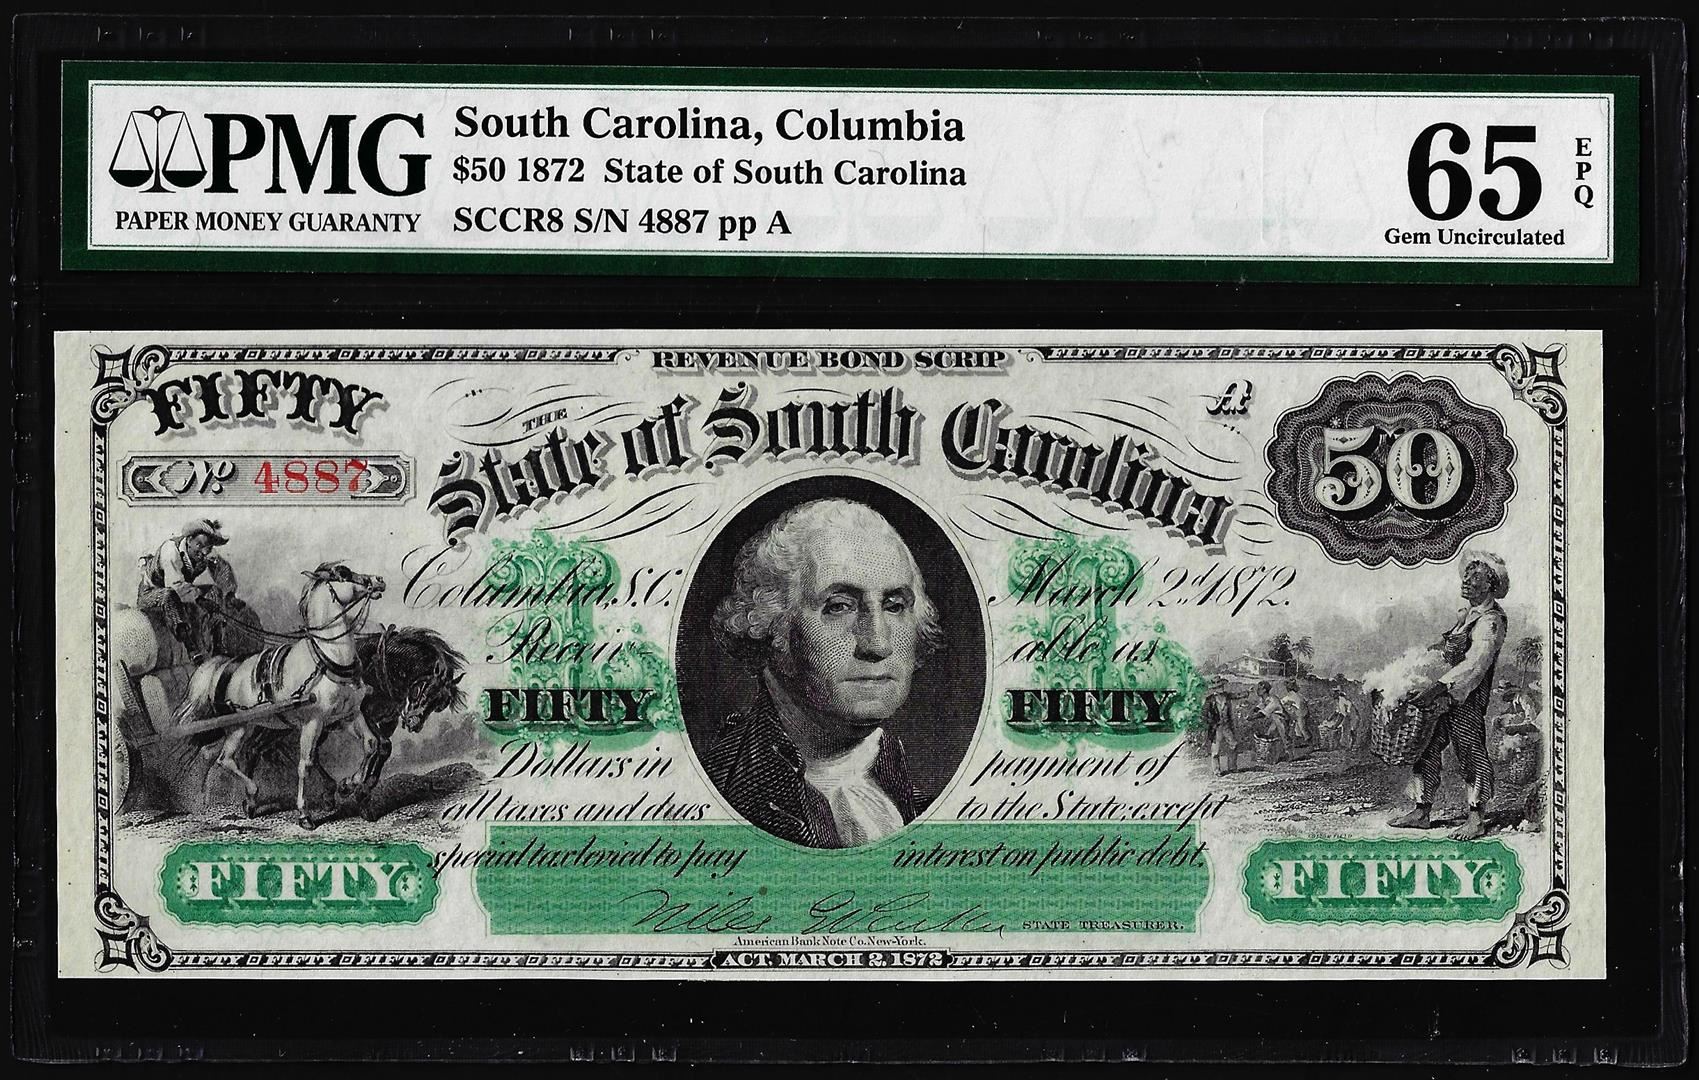 PMG
PAPER MONEY GUARANTY
South Carolina, Columbia
$50 1872 State of South Carolina
SCCR8 S/N 4887 pp A
65
EPQ
Gem Uncirculated
FIFTY FIFTY FIFTY FIFTY FIFTY REVENUE BOND SCRIP FIFTY FIFTY FIFTY FIFTY FIFTY
FIFTY
THE
State of South Carolina
A
50
No 4887
Columbia, S.C. March 2d 1872.
Receiv- able as
FIFTY FIFTY
Dollars in payment of
all taxes and dues to the State: except
special tax levied to pay interest on public debt.
FIFTY FIFTY
STATE TREASURER.
American Bank Note Co. New-York.
FIFTY FIFTY FIFTY FIFTY FIFTY ACT, MARCH 2, 1872 FIFTY FIFTY FIFTY FIFTY FIFTY